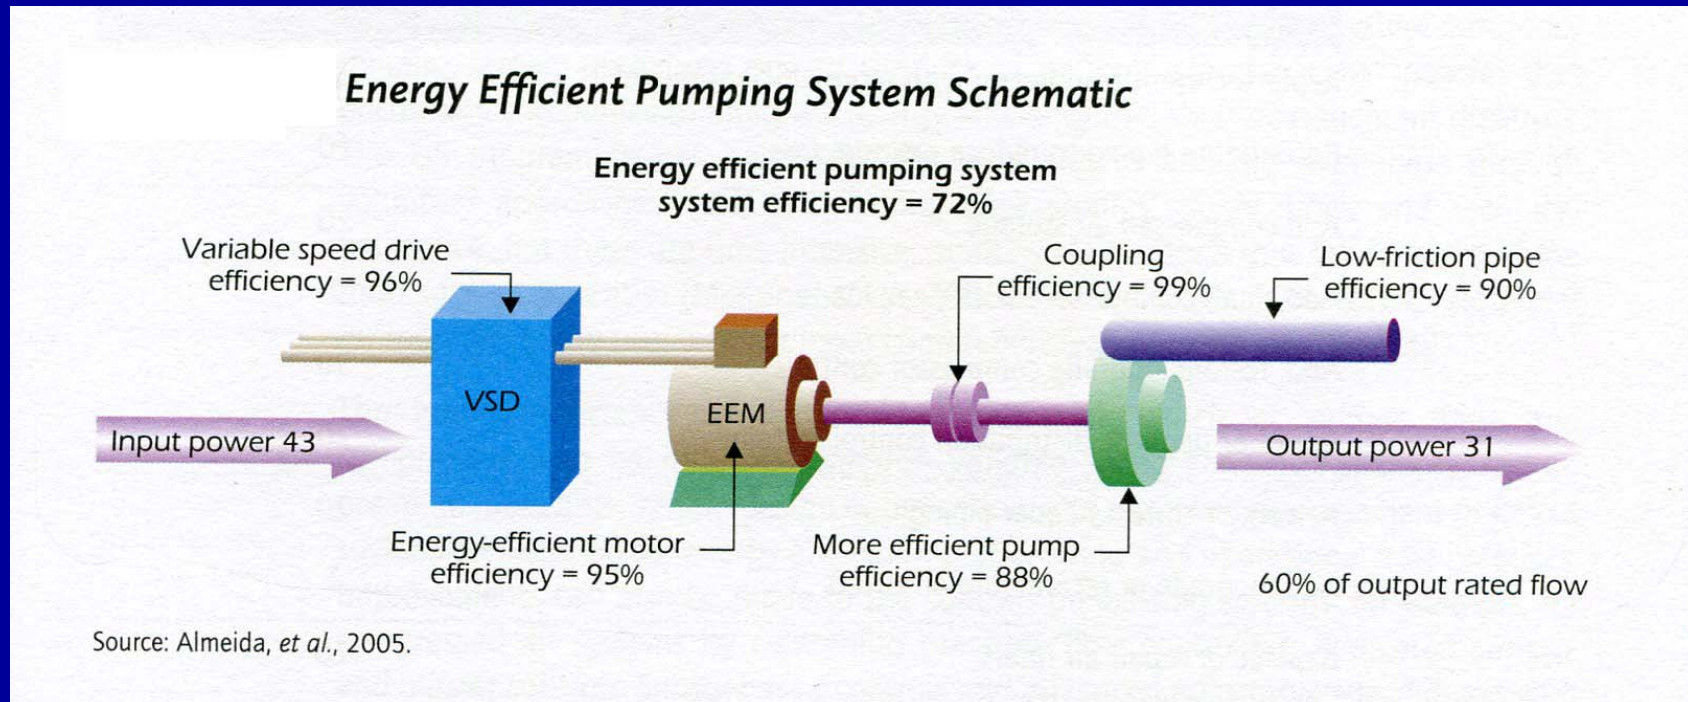 Energy Efficient Pumping System Schematic
Energy efficient pumping system
system efficiency = 72%
Variable speed drive
efficiency = 96%
Coupling
efficiency = 99%
Low-friction pipe
efficiency = 90%
VSD
EEM
Input power 43
Output power 31
Energy-efficient motor
efficiency = 95%
More efficient pump
efficiency = 88%
60% of output rated flow
Source: Almeida, et al., 2005.